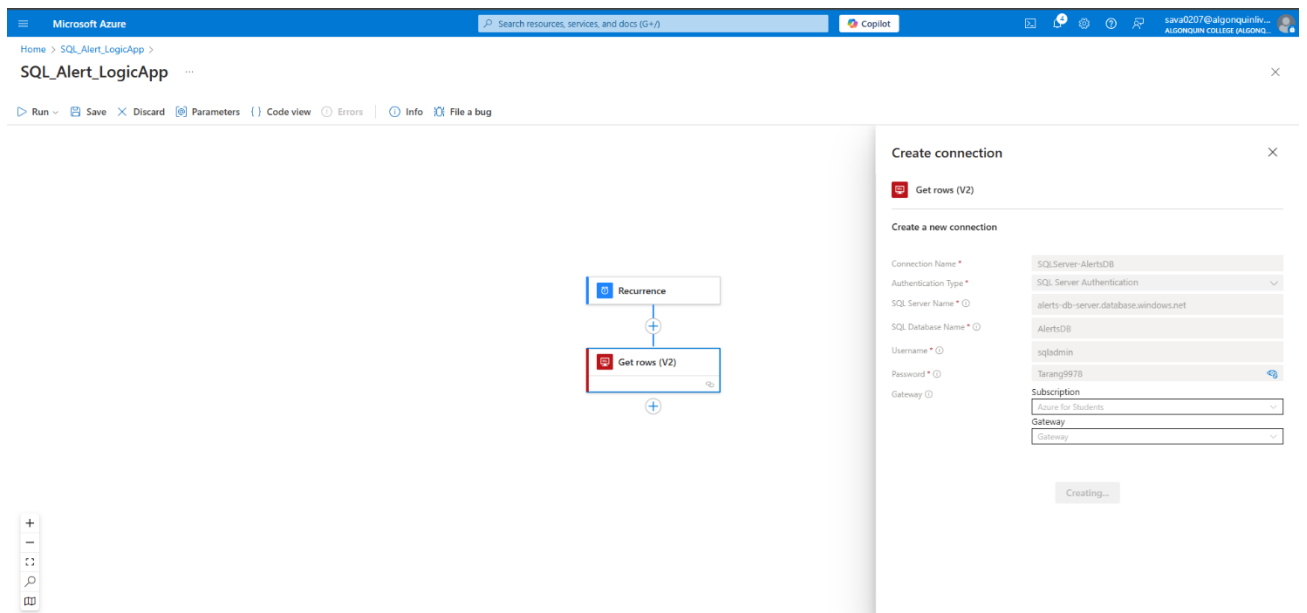 Microsoft Azure
Search resources, services, and docs (G+/)
Copilot
4
sava0207@algonquinliv...
ALGONQUIN COLLEGE (ALGONQ...
Home > SQL_Alert_LogicApp >
SQL_Alert_LogicApp ...
Run Save Discard Parameters { } Code view Errors Info File a bug
Create connection
Get rows (V2)
Create a new connection
Connection Name * SQLServer-AlertsDB
Authentication Type * SQL Server Authentication
SQL Server Name * alerts-db-server.database.windows.net
SQL Database Name * AlertsDB
Username * sqladmin
Password * Tarang9978
Gateway Subscription
Azure for Students
Gateway
Gateway
Creating...
Recurrence
Get rows (V2)